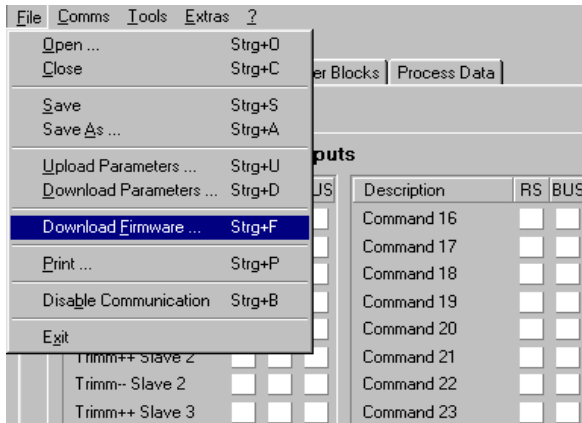 File Comms Tools Extras ?
Open ... Strg+O
Close Strg+C
Save Strg+S
Save As ... Strg+A
Upload Parameters ... Strg+U
Download Parameters ... Strg+D
Download Firmware ... Strg+F
Print ... Strg+P
Disable Communication Strg+B
Exit
Blocks Process Data
Description RS BUS
Command 16
Command 17
Command 18
Command 19
Command 20
Trimm++ Slave 2 Command 21
Trimm-- Slave 2 Command 22
Trimm++ Slave 3 Command 23